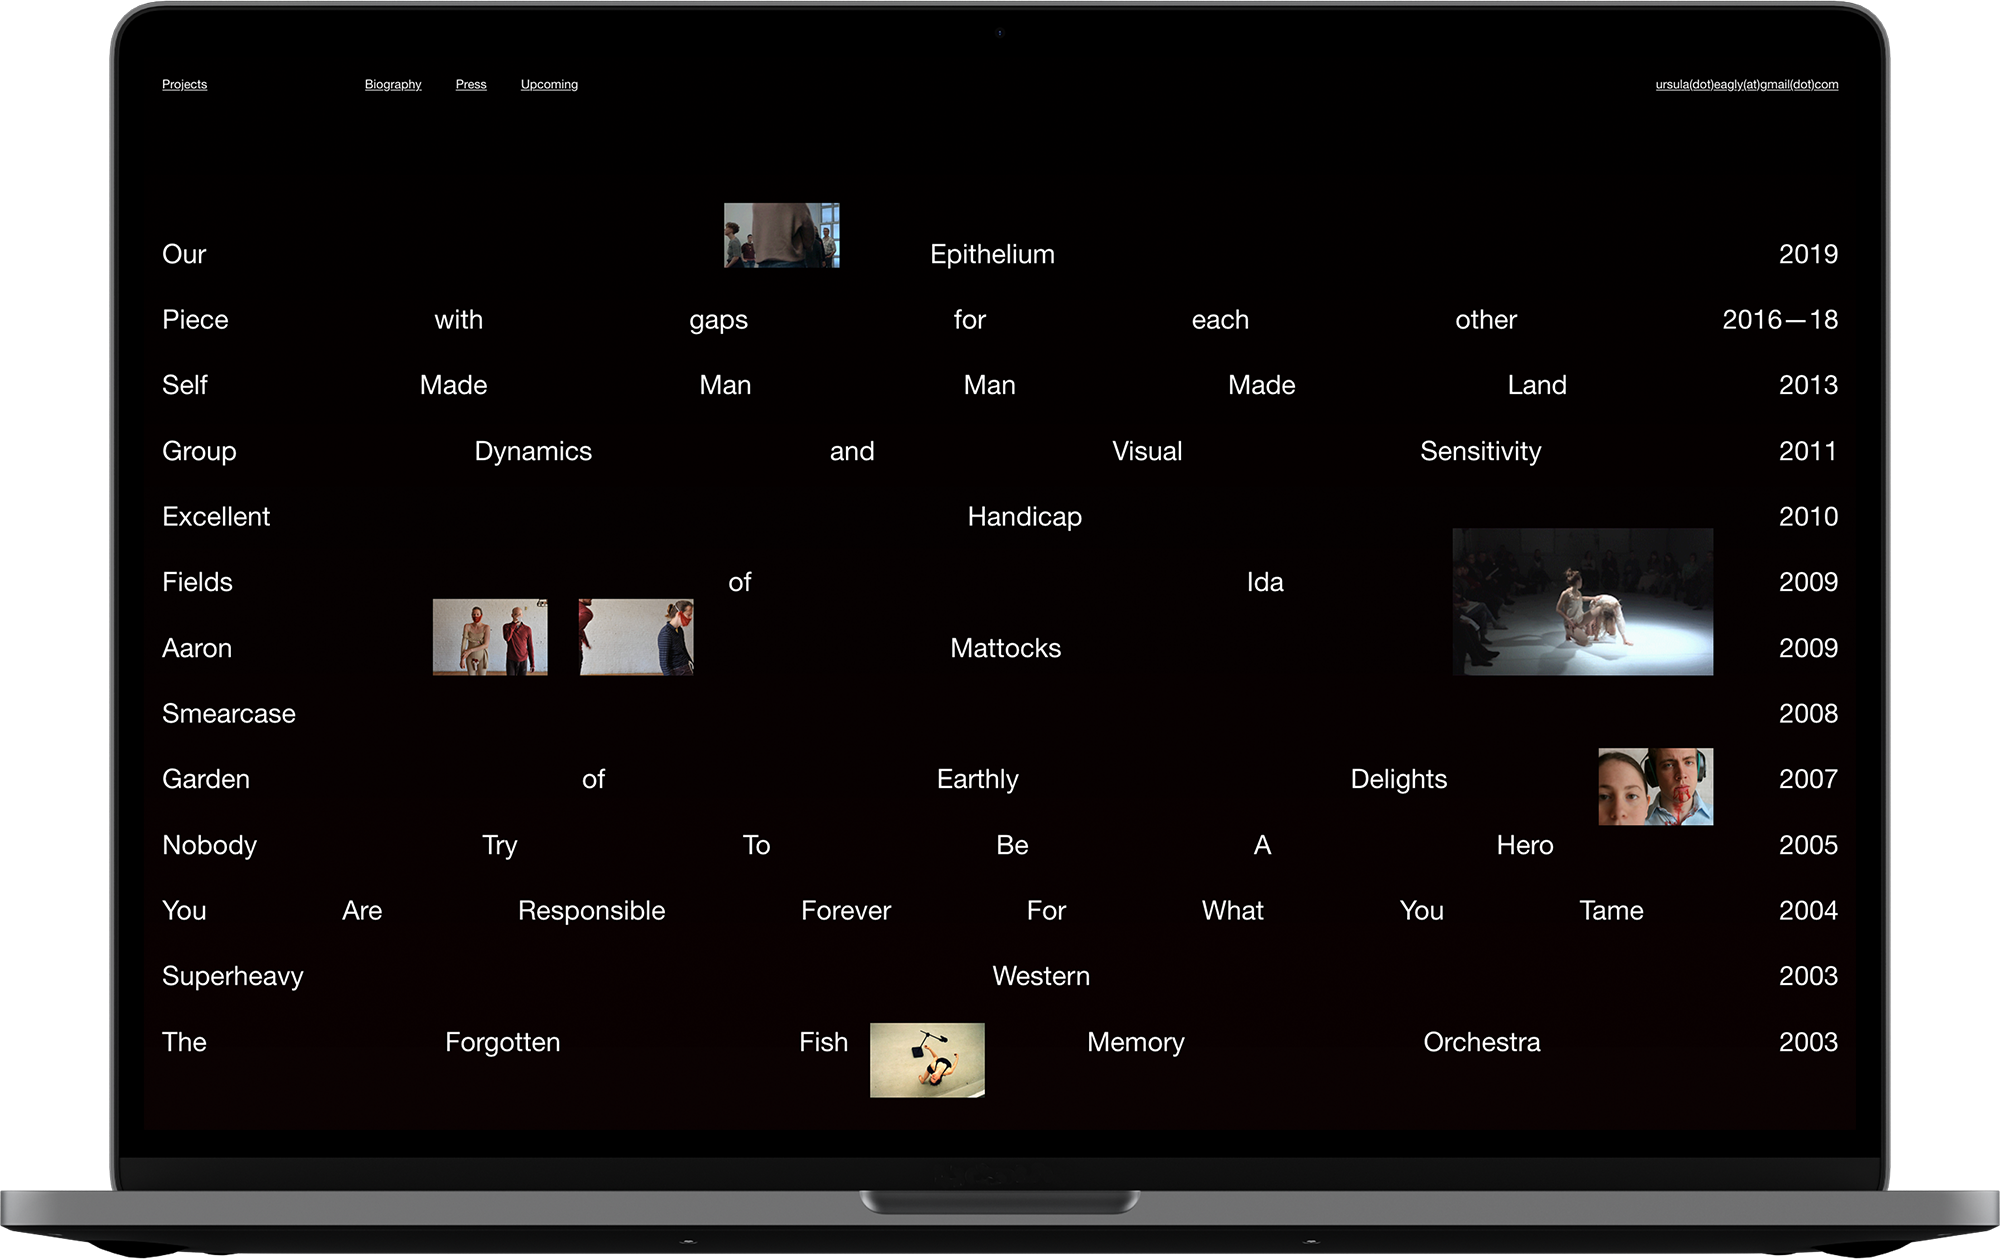 Projects Biography Press Upcoming ursula(dot)eagly(at)gmail(dot)com
Our Epithelium 2019
Piece with gaps for each other 2016—18
Self Made Man Man Made Land 2013
Group Dynamics and Visual Sensitivity 2011
Excellent Handicap 2010
Fields of Ida 2009
Aaron Mattocks 2009
Smearcase 2008
Garden of Earthly Delights 2007
Nobody Try To Be A Hero 2005
You Are Responsible Forever For What You Tame 2004
Superheavy Western 2003
The Forgotten Fish Memory Orchestra 2003